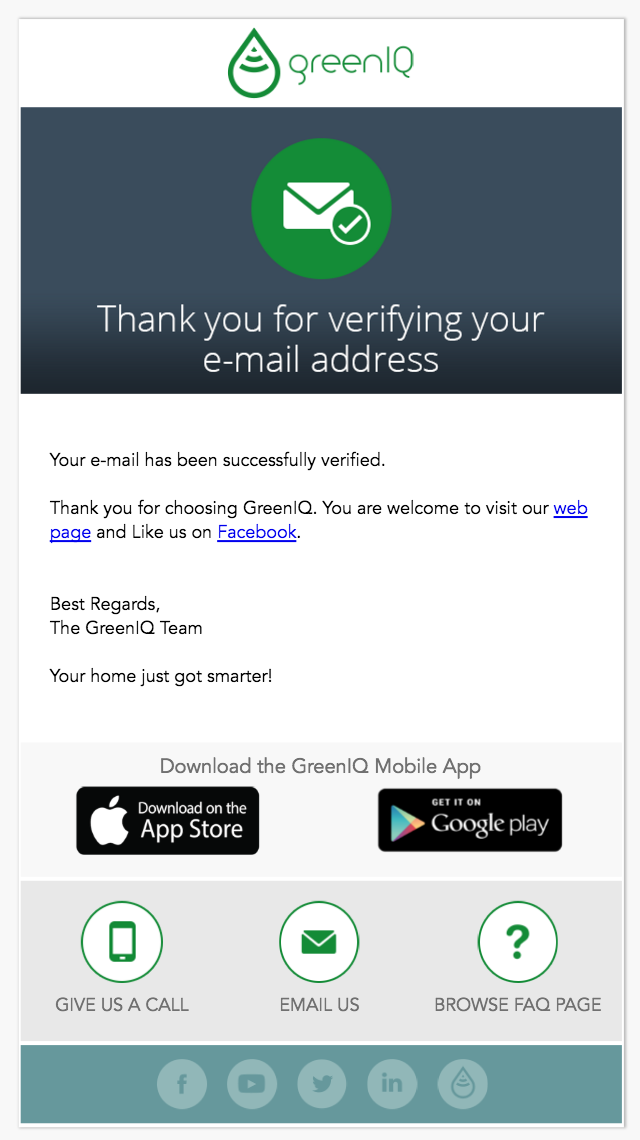 greenIQ
Thank you for verifying your
e-mail address
Your e-mail has been successfully verified.
Thank you for choosing GreenIQ. You are welcome to visit our web
page and Like us on Facebook.
Best Regards,
The GreenIQ Team
Your home just got smarter!
Download the GreenIQ Mobile App
Download on the
App Store
GET IT ON
Google play
GIVE US A CALL
EMAIL US
BROWSE FAQ PAGE